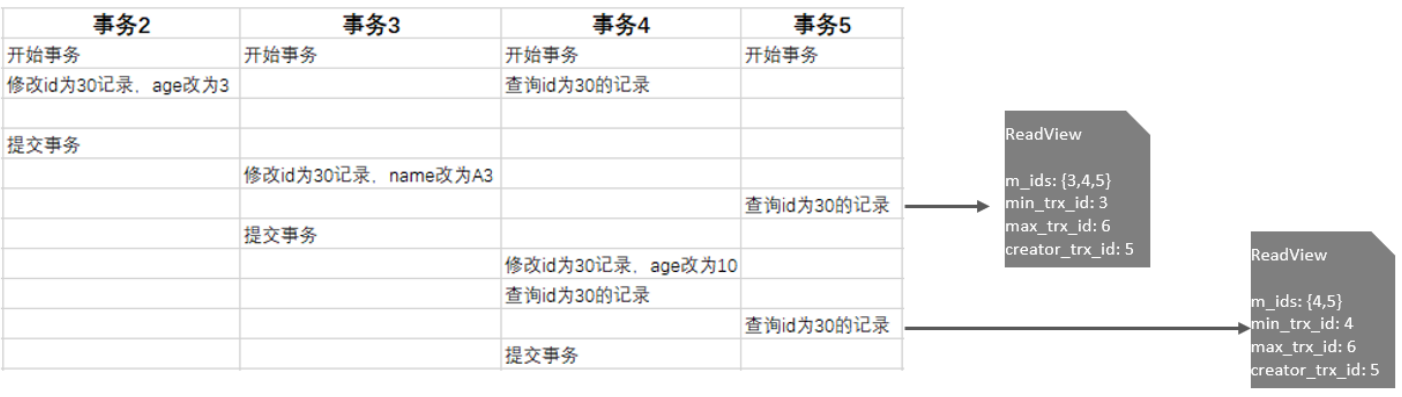 事务2 事务3 事务4 事务5
开始事务 开始事务 开始事务 开始事务
修改id为30记录，age改为3 查询id为30的记录
提交事务
修改id为30记录，name改为A3
查询id为30的记录
提交事务
修改id为30记录，age改为10
查询id为30的记录
查询id为30的记录
提交事务
ReadView
m_ids: {3,4,5}
min_trx_id: 3
max_trx_id: 6
creator_trx_id: 5
ReadView
m_ids: {4,5}
min_trx_id: 4
max_trx_id: 6
creator_trx_id: 5